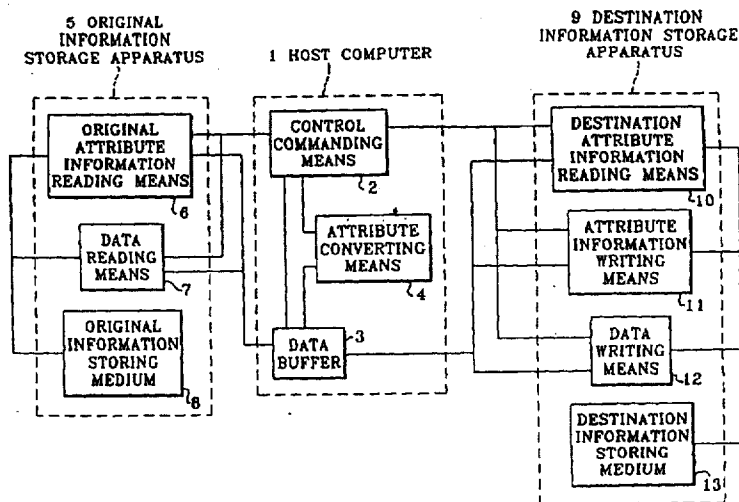 5 ORIGINAL
INFORMATION
STORAGE APPARATUS
1 HOST COMPUTER
9 DESTINATION
INFORMATION STORAGE
APPARATUS
ORIGINAL
ATTRIBUTE
INFORMATION
READING MEANS
6
DATA
READING
MEANS
7
ORIGINAL
INFORMATION
STORING
MEDIUM
8
CONTROL
COMMANDING
MEANS
2
ATTRIBUTE
CONVERTING
MEANS
4
DATA
BUFFER
3
DESTINATION
ATTRIBUTE
INFORMATION
READING MEANS
10
ATTRIBUTE
INFORMATION
WRITING
MEANS
11
DATA
WRITING
MEANS
12
DESTINATION
INFORMATION
STORING
MEDIUM
13